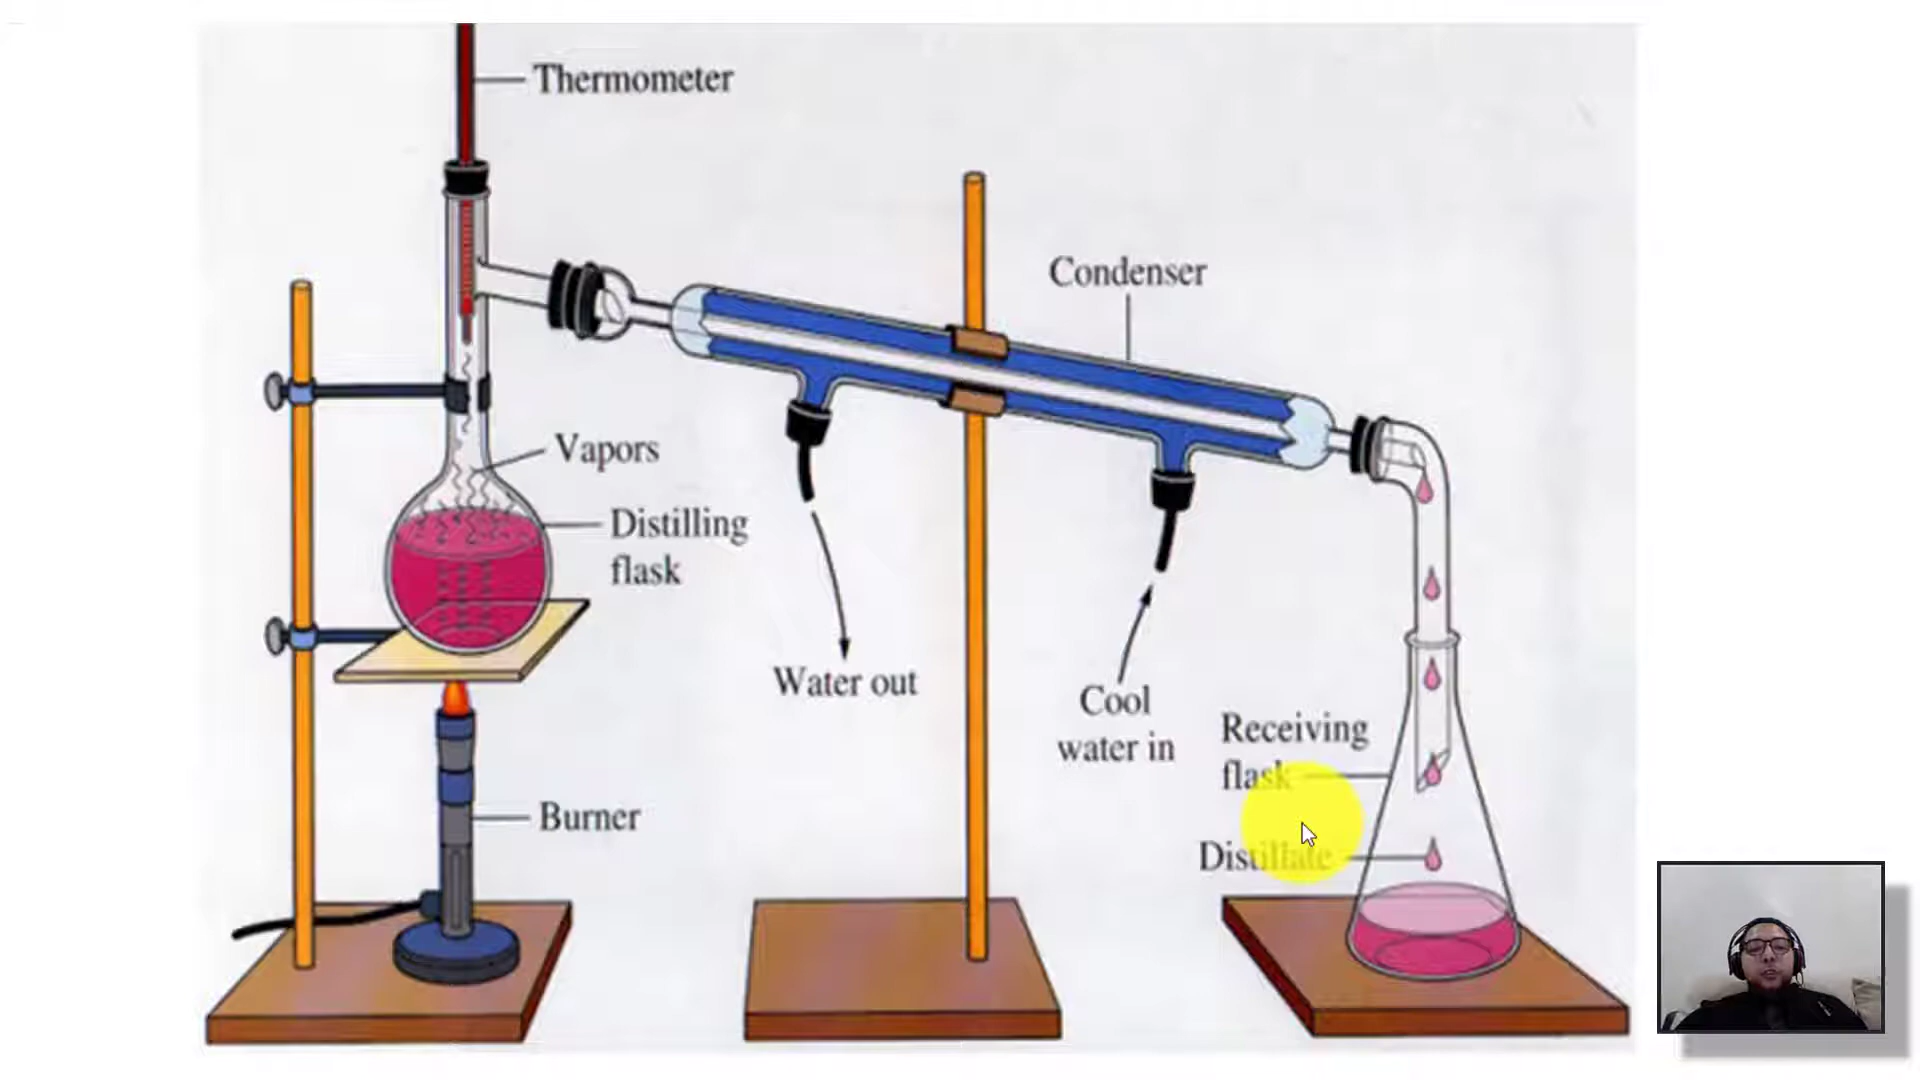 Thermometer
Condenser
Vapors
Distilling
flask
Water out
Cool
water in
Receiving
flask
Burner
Distillate